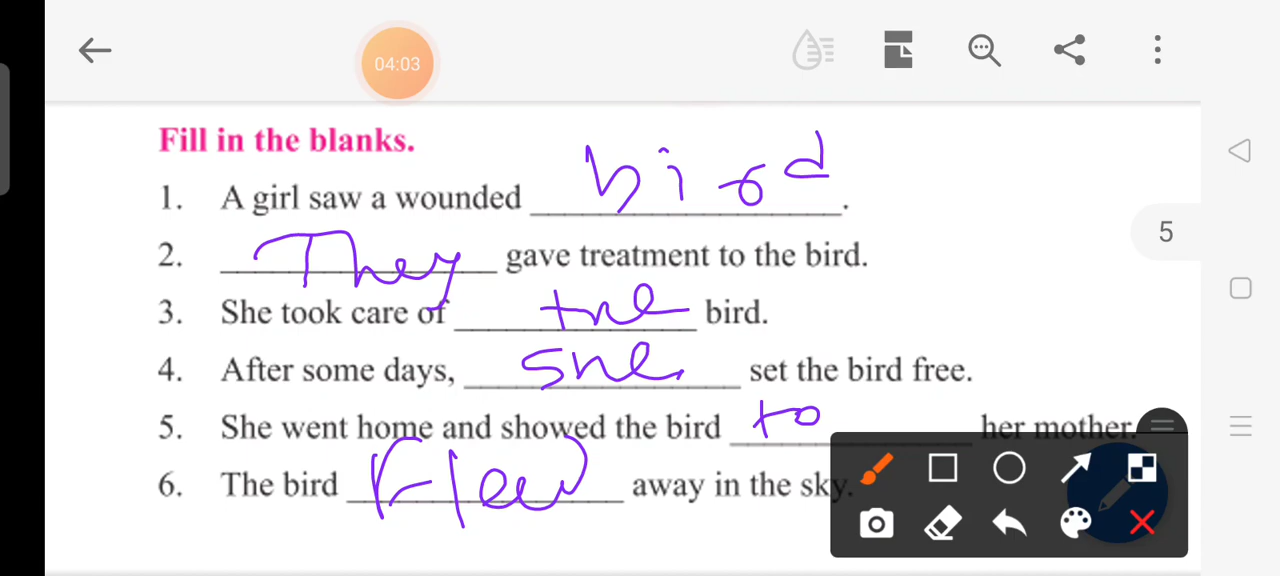 04:03
Fill in the blanks.
1. A girl saw a wounded bird.
2. They gave treatment to the bird.
3. She took care of the bird.
4. After some days, she set the bird free.
5. She went home and showed the bird to her mother.
6. The bird flew away in the sky.
5